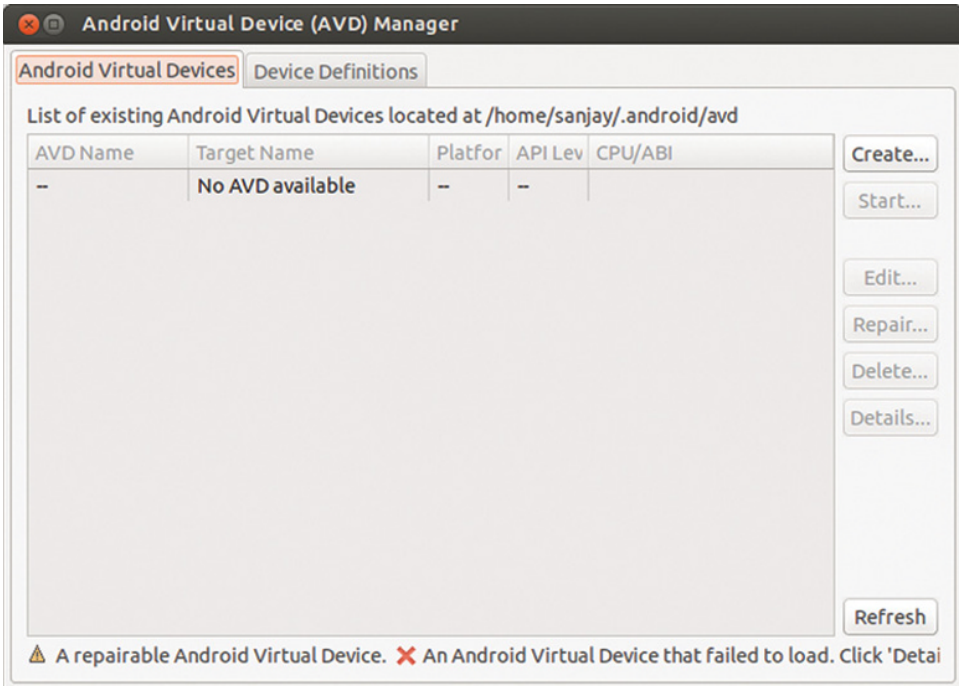 Android Virtual Device (AVD) Manager
Android Virtual Devices Device Definitions
List of existing Android Virtual Devices located at /home/sanjay/.android/avd
AVD Name Target Name Platfor API Lev CPU/ABI
-- No AVD available -- --
Create...
Start...
Edit...
Repair...
Delete...
Details...
Refresh
A repairable Android Virtual Device. An Android Virtual Device that failed to load. Click 'Detai